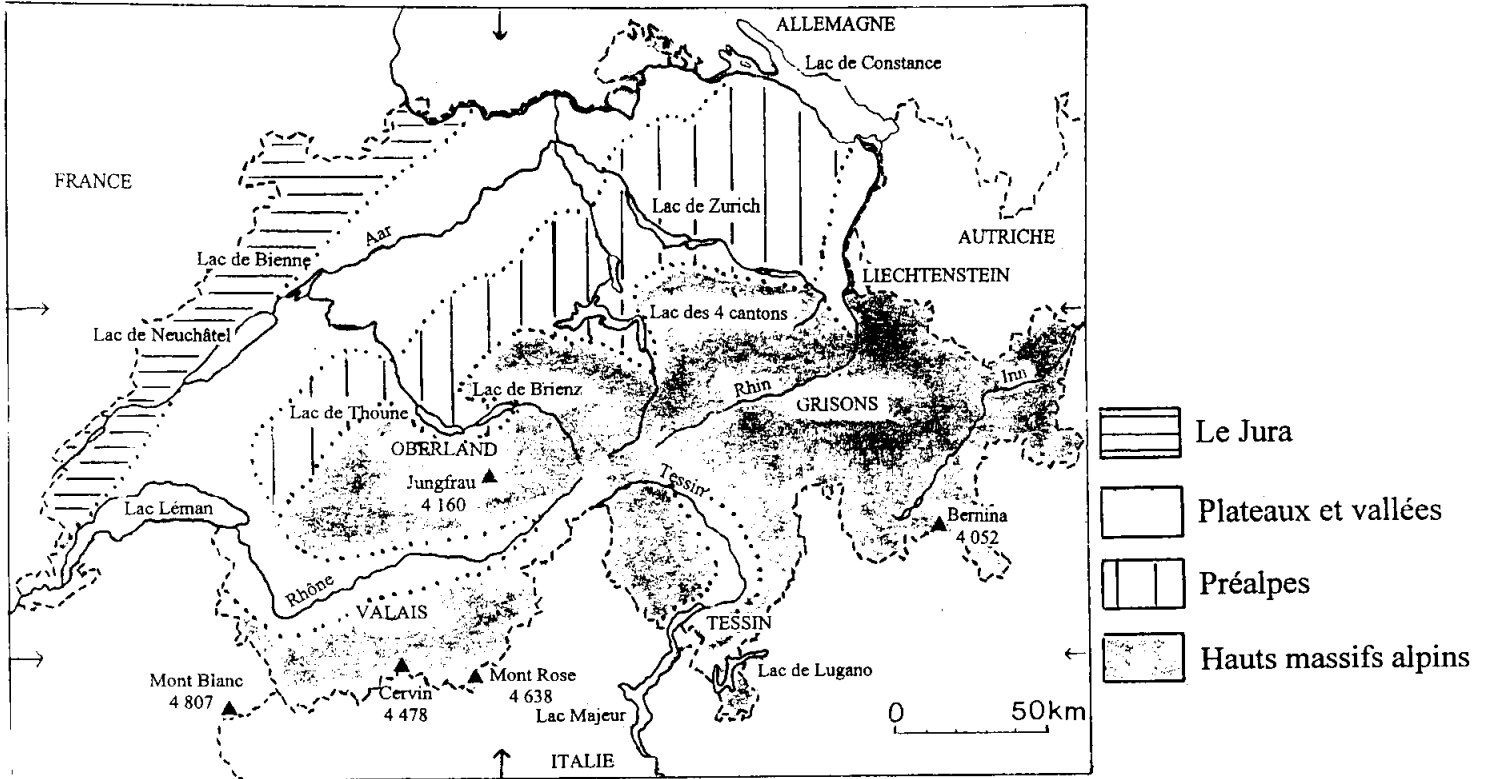 ALLEMAGNE
Lac de Constance
FRANCE
Lac de Zurich
Aar
AUTRICHE
Lac de Bienne
LIECHTENSTEIN
Lac des 4 cantons
Lac de Neuchâtel
Inn
Rhin
Lac de Brienz
GRISONS
Lac de Thoune
OBERLAND
Jungfrau
4 160
Tessin
Lac Léman
Bernina
4 052
Rhône
VALAIS
TESSIN
Lac de Lugano
Mont Blanc
4 807
Cervin
4 478
Mont Rose
4 638
Lac Majeur
ITALIE
0 50km
Le Jura
Plateaux et vallées
Préalpes
Hauts massifs alpins